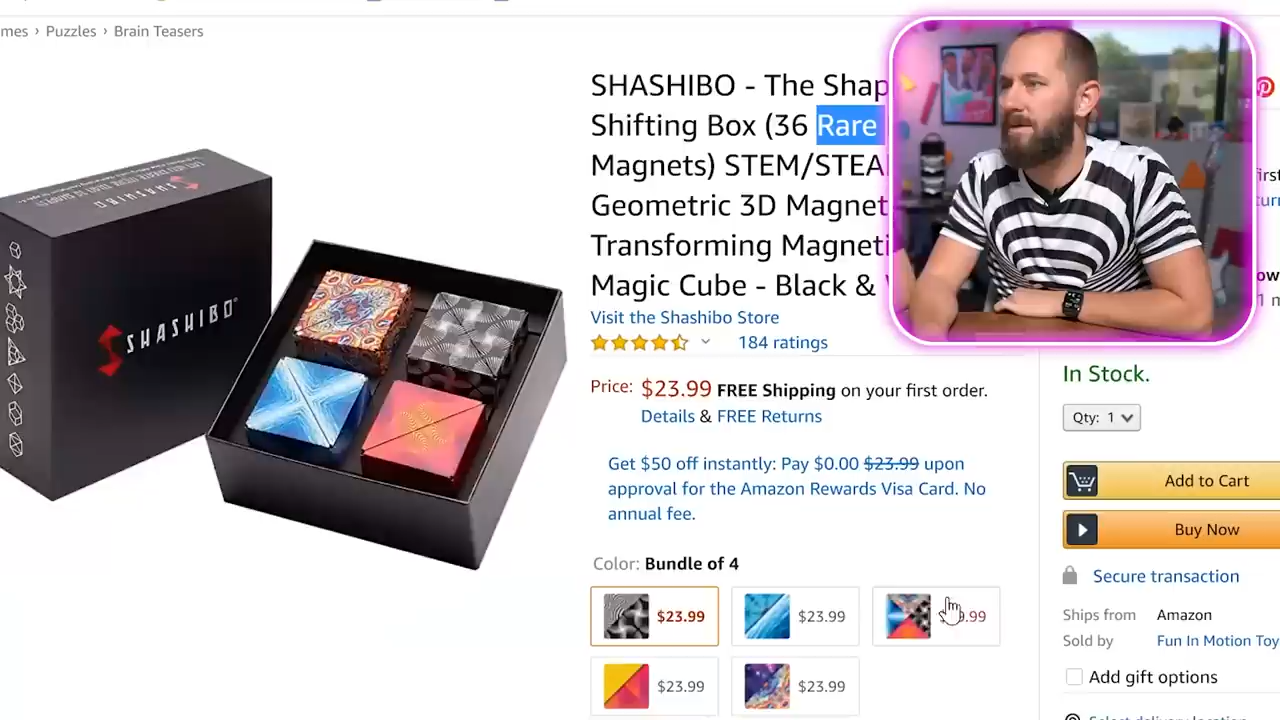 mes › Puzzles › Brain Teasers
SHASHIBO - The Shap
Shifting Box (36 Rare
Magnets) STEM/STEA
Geometric 3D Magnet
Transforming Magneti
Magic Cube - Black &
Visit the Shashibo Store
184 ratings
Price: $23.99 FREE Shipping on your first order.
Details & FREE Returns
Get $50 off instantly: Pay $0.00 $23.99 upon
approval for the Amazon Rewards Visa Card. No
annual fee.
Color: Bundle of 4
$23.99
$23.99
9.99
$23.99
$23.99
SHASHIBO
SHASHIBO
In Stock.
Qty: 1
Add to Cart
Buy Now
Secure transaction
Ships from Amazon
Sold by Fun In Motion Toy
Add gift options